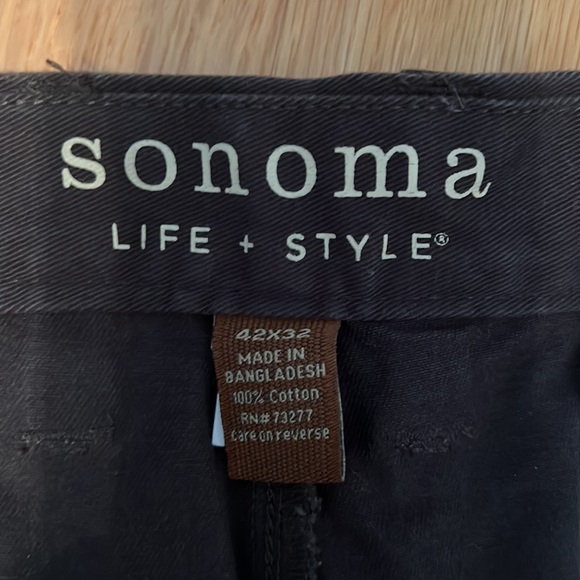 sonoma
LIFE + STYLE®
42X32
MADE IN
BANGLADESH
100% Cotton
RN# 73277
care on reverse